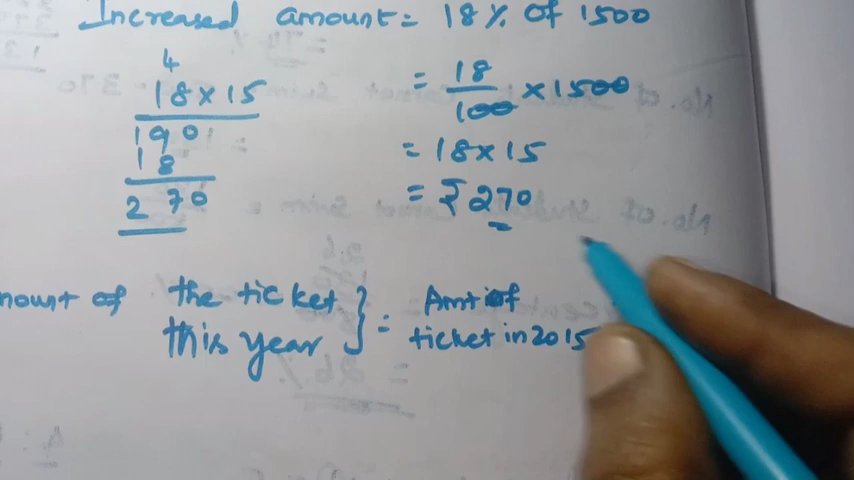 Increased amount = 18% of 1500
4
18 x 15
190
18
270
= 18/100 x 1500
= 18 x 15
= ₹270
mount of the ticket this year } = Amt of ticket in 2015